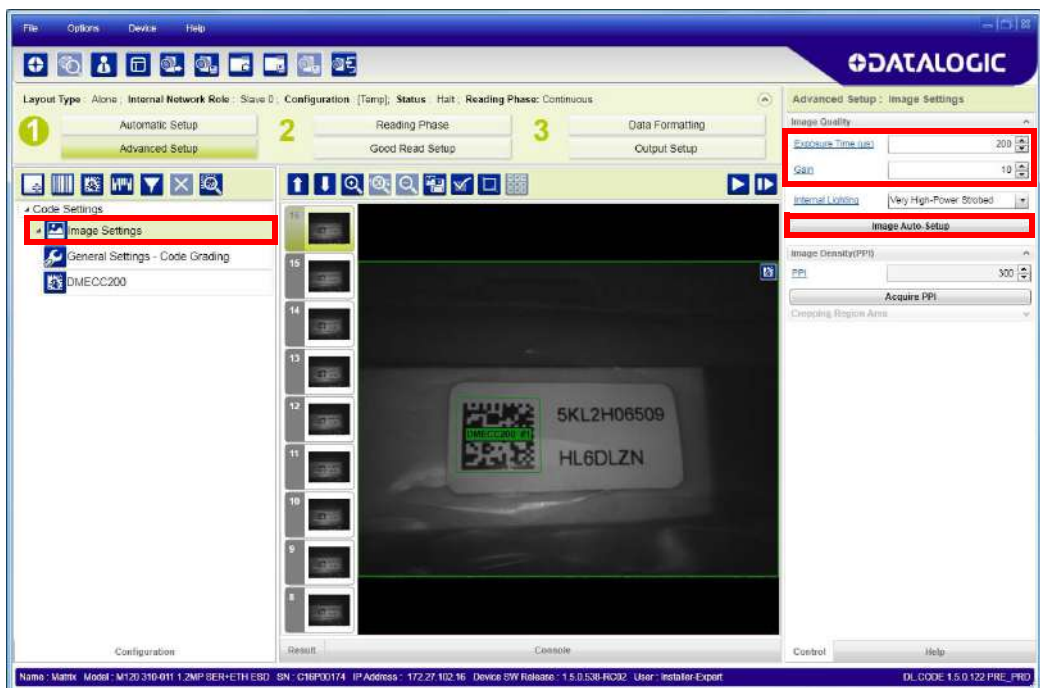 File Options Device Help
DATALOGIC
Layout Type : Alone ; Internal Network Role : Slave 0 ; Configuration [Temp]; Status : Halt ; Reading Phase: Continuous
1 Automatic Setup 2 Reading Phase 3 Data Formatting
Advanced Setup Good Read Setup Output Setup
Code Settings
Image Settings
General Settings - Code Grading
DMECC200
16
15
14
13
12
11
10
9
8
DMECC200 #1
5KL2H06509
HL6DLZN
Advanced Setup : Image Settings
Image Quality
Exposure Time (µs) 200
Gain 10
Internal Lighting Very High-Power Strobed
Image Auto-Setup
Image Density(PPI)
PPI 300
Acquire PPI
Cropping Region Area
Configuration Result Console Control Help
Name : Matrix Model : M120 310-011 1.2MP SER+ETH ESD SN : C16P00174 IP Address : 172.27.102.16 Device SW Release : 1.5.0.538-RC02 User : Installer-Expert DL.CODE 1.5.0.122 PRE_PRD